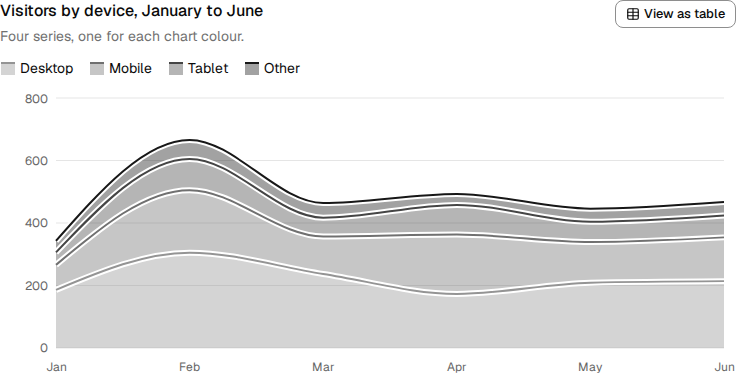 Visitors by device, January to June
View as table
Four series, one for each chart colour.
Desktop Mobile Tablet Other
800
600
400
200
0
Jan Feb Mar Apr May Jun